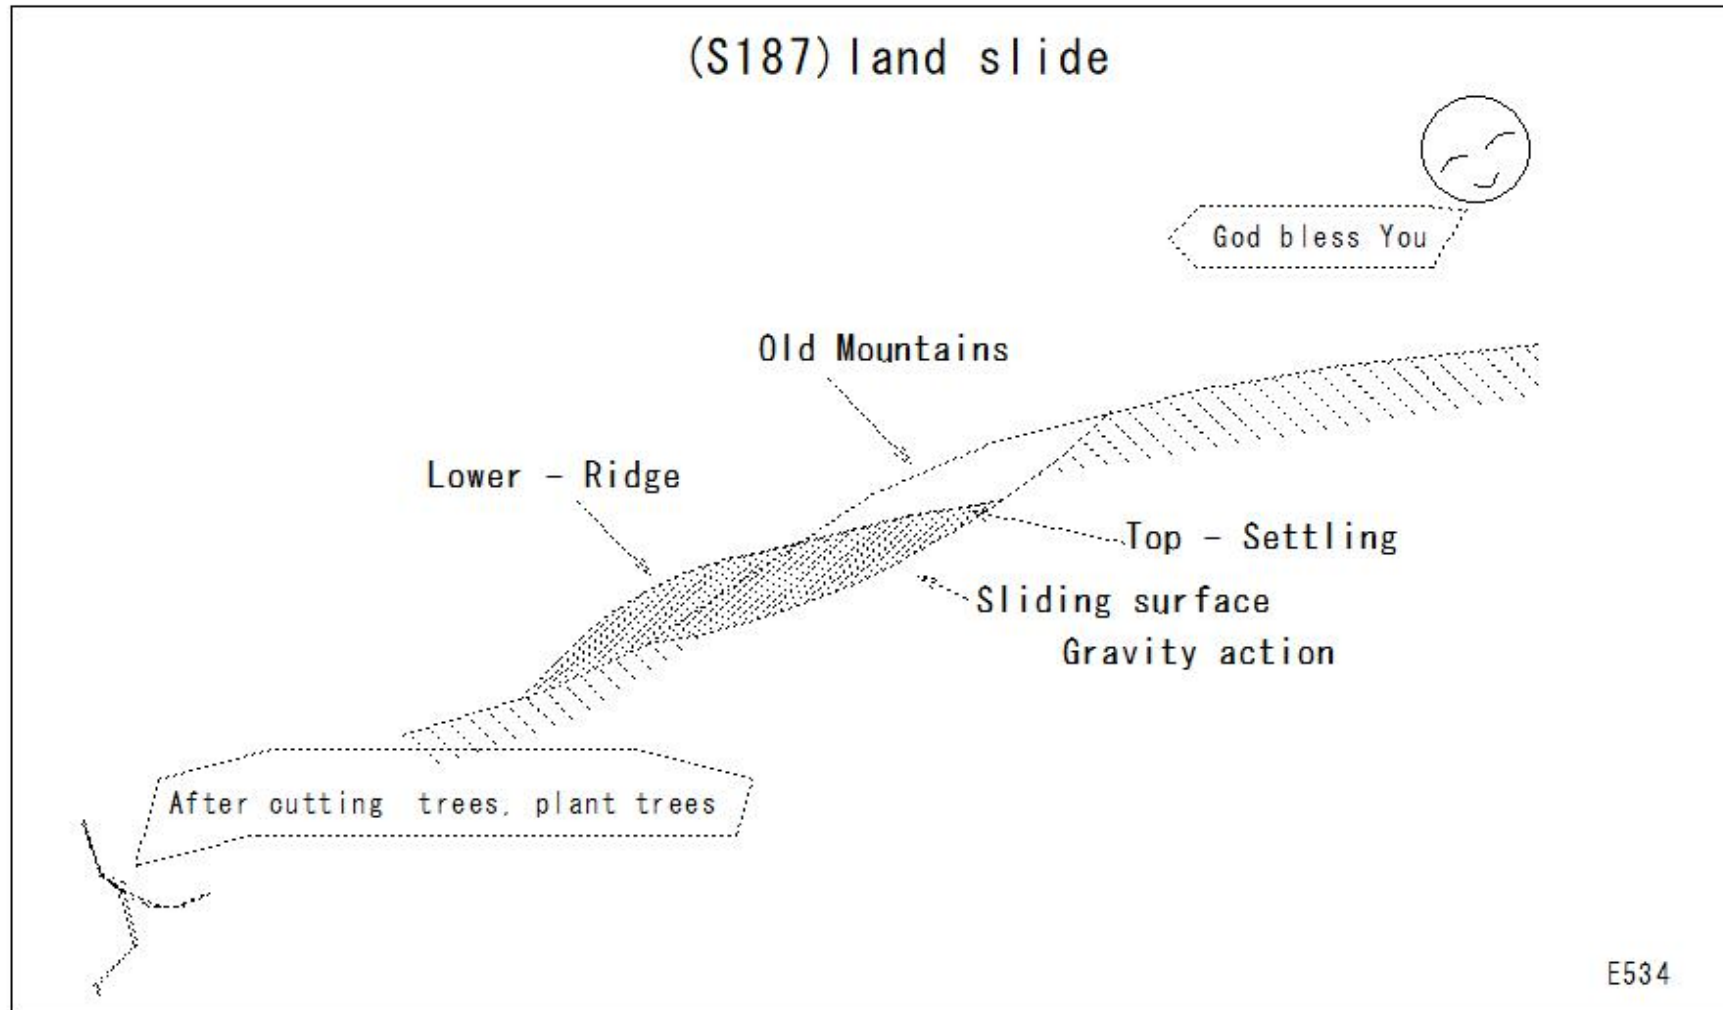 (S187)land slide
God bless You
Old Mountains
Lower - Ridge
Top - Settling
Sliding surface
Gravity action
After cutting trees, plant trees
E534